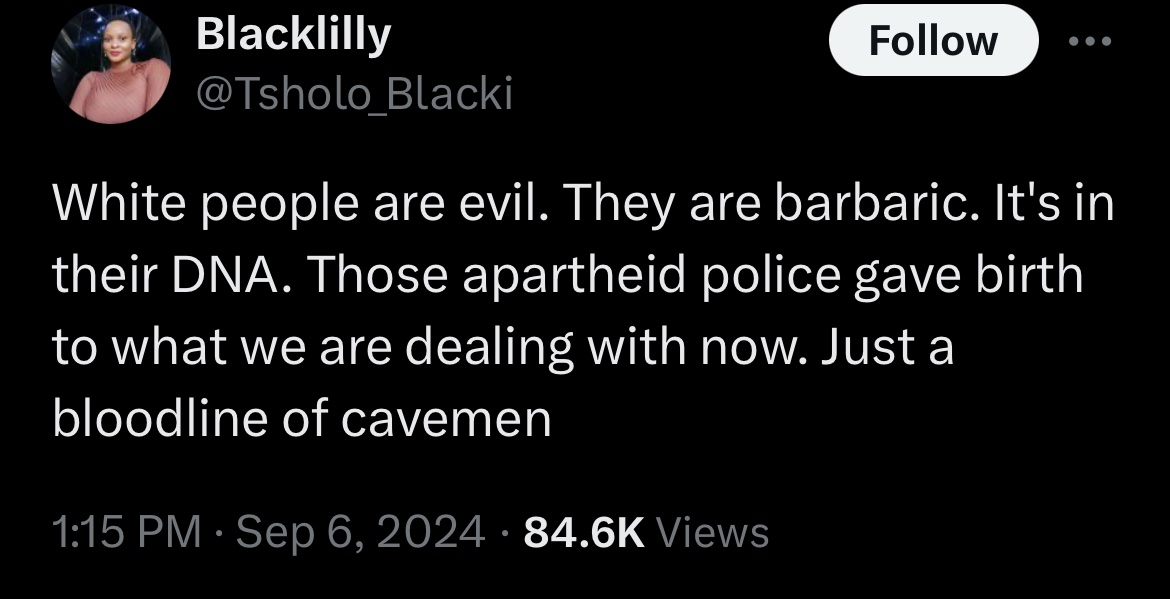 Blacklilly
Follow
@Tsholo_Blacki
White people are evil. They are barbaric. It's in
their DNA. Those apartheid police gave birth
to what we are dealing with now. Just a
bloodline of cavemen
1:15 PM · Sep 6, 2024 · 84.6K Views